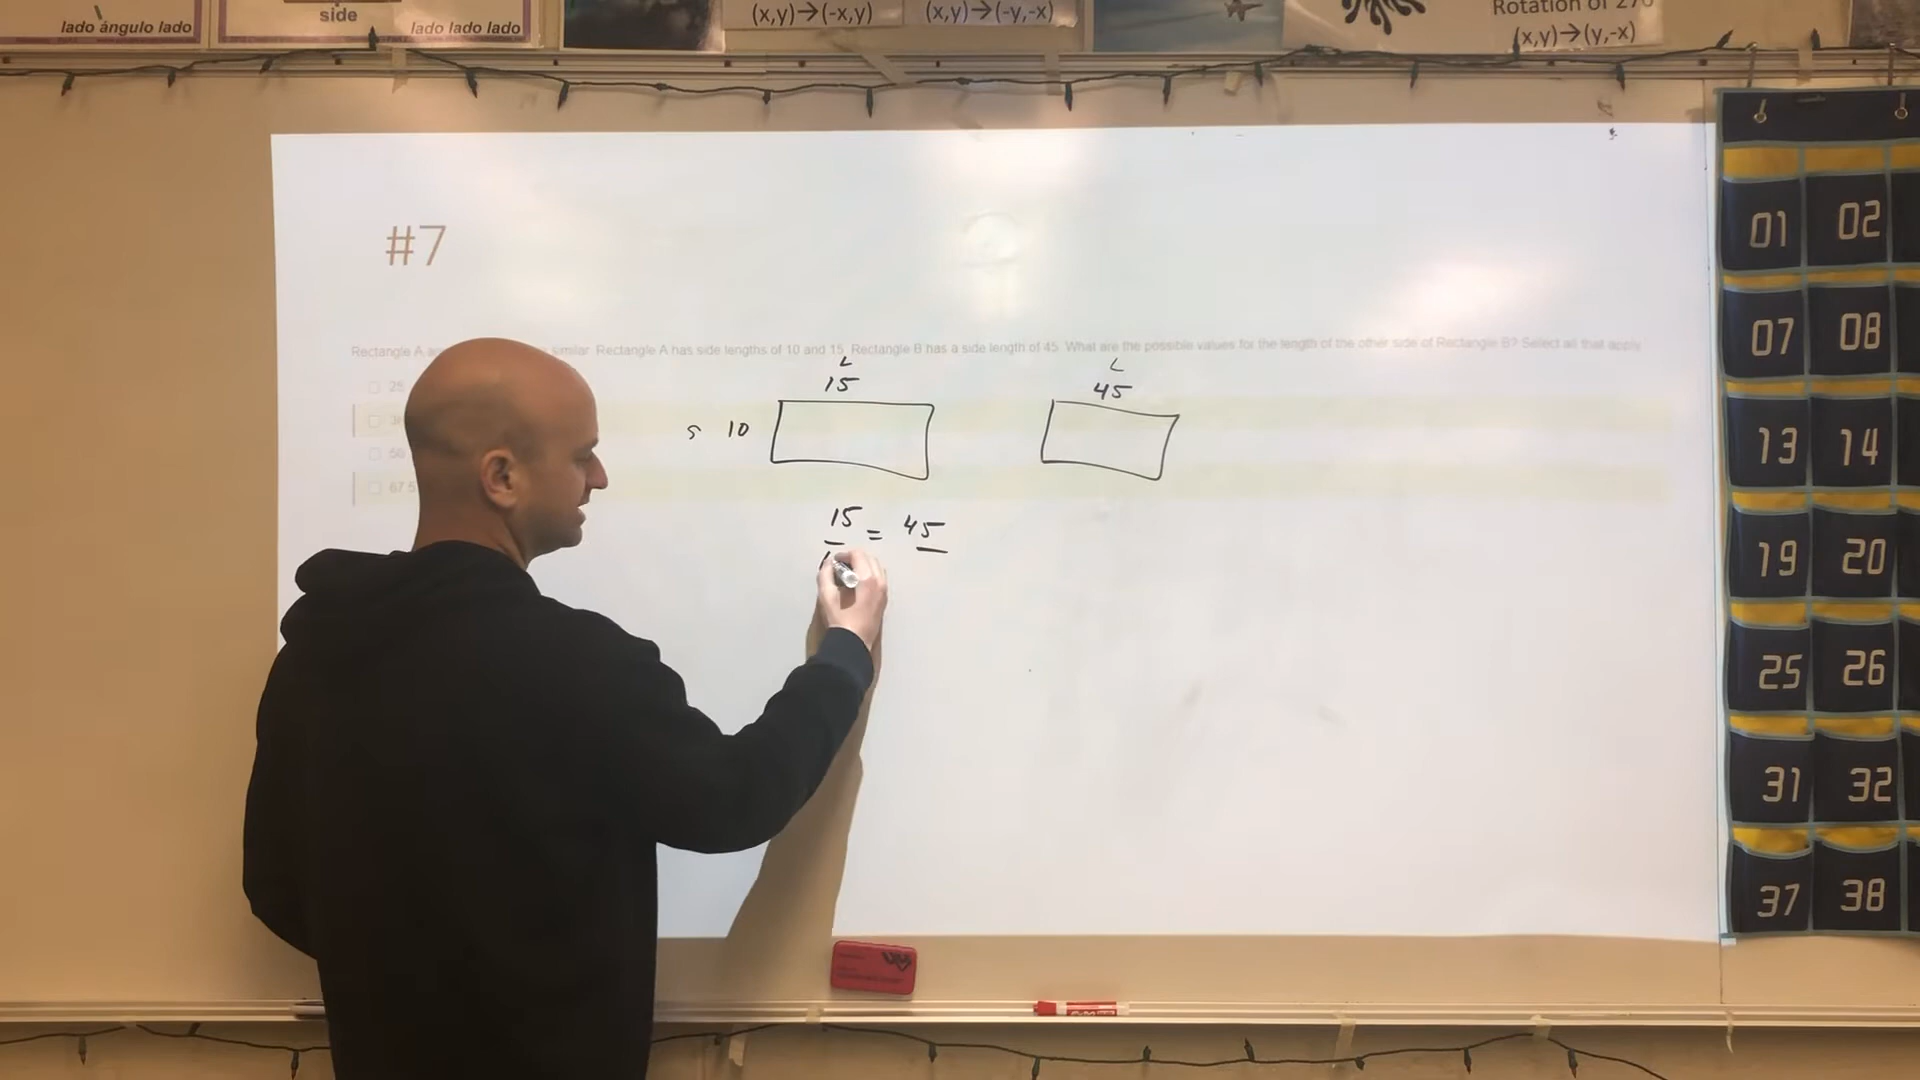 lado ángulo lado
side
lado lado lado
(x,y)→(-x,y)
(x,y)→(-y,-x)
Rotation of 270
(x,y)→(y,-x)
#7
Rectangle A similar Rectangle A has side lengths of 10 and 15. Rectangle B has a side length of 45. What are the possible values for the length of the other side of Rectangle B? Select all that apply
25
67.5
L L
15 45
s 10
15 = 45
01 02
07 08
13 14
19 20
25 26
31 32
37 38